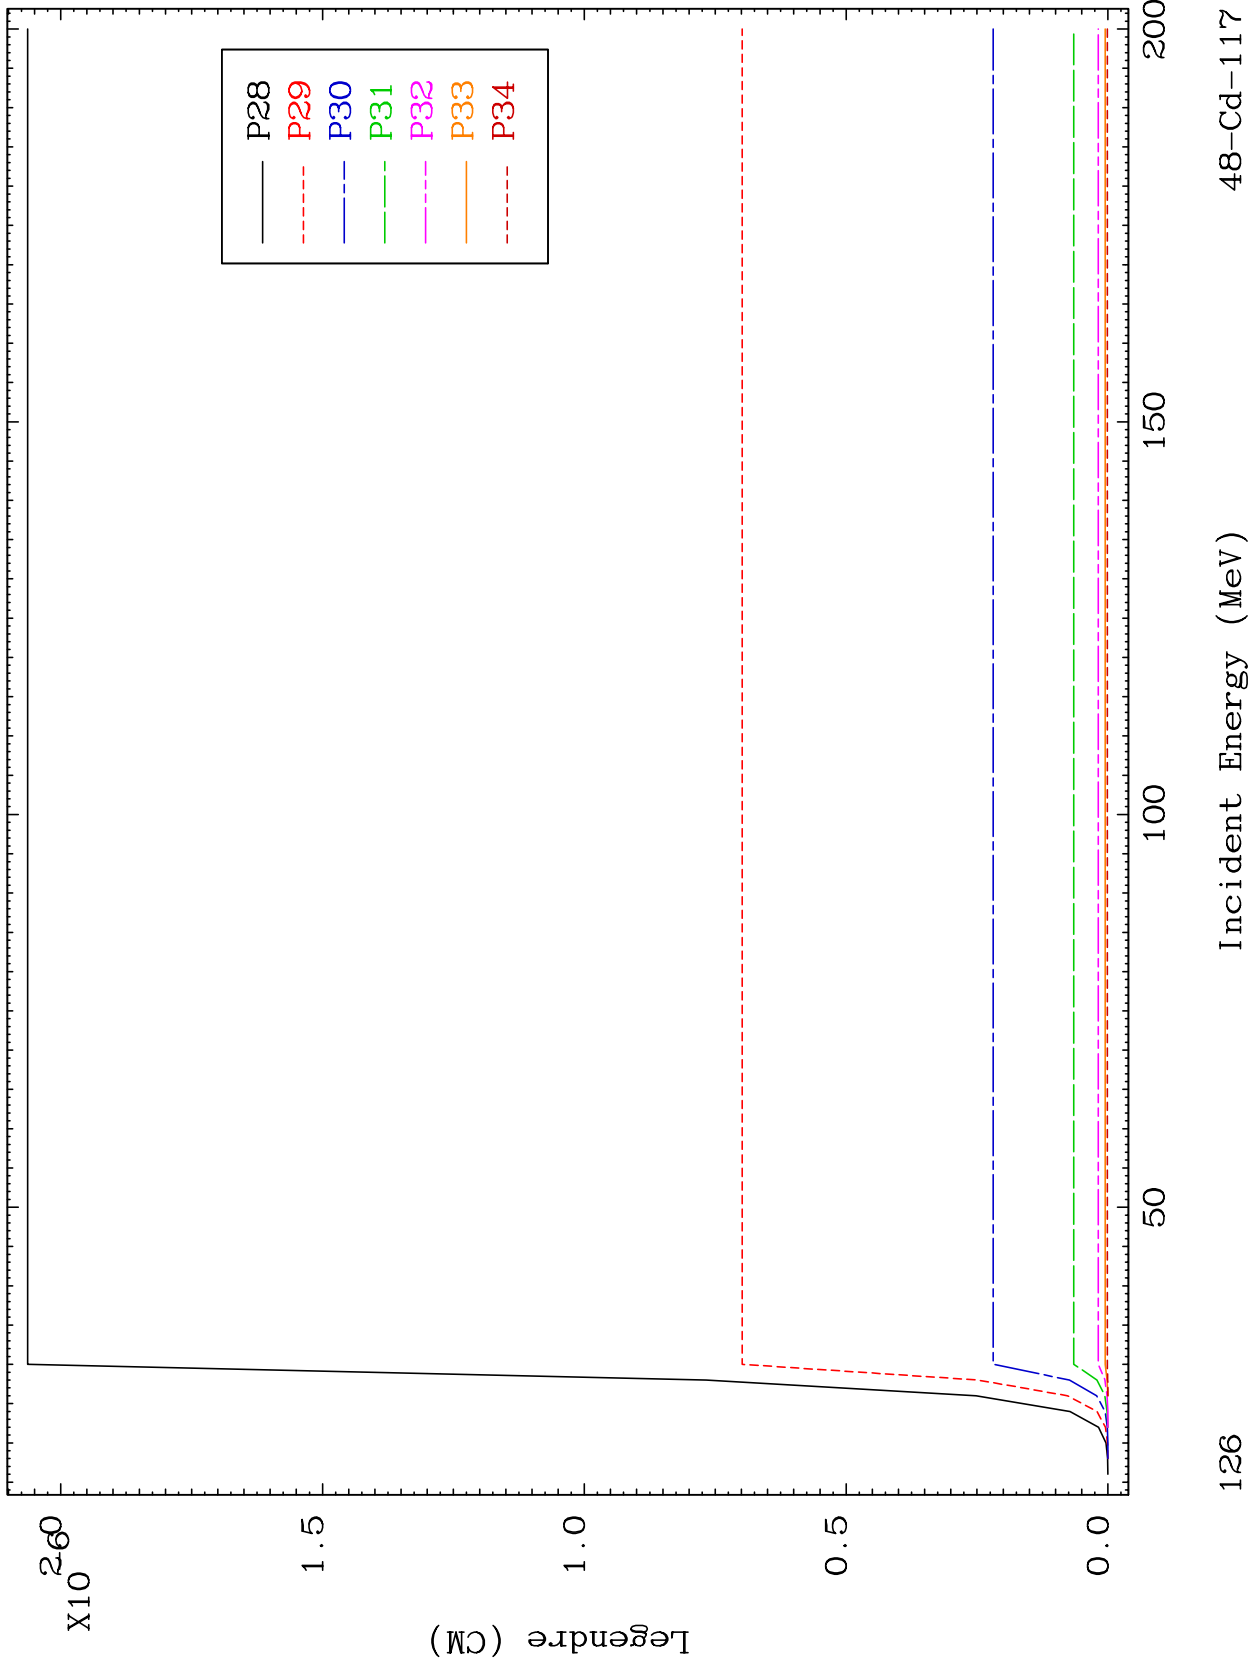 Legendre (CM)
X10
-6
2.0
1.5
1.0
0.5
0.0
50
100
150
200
P28
P29
P30
P31
P32
P33
P34
126
Incident Energy (MeV)
48-Cd-117